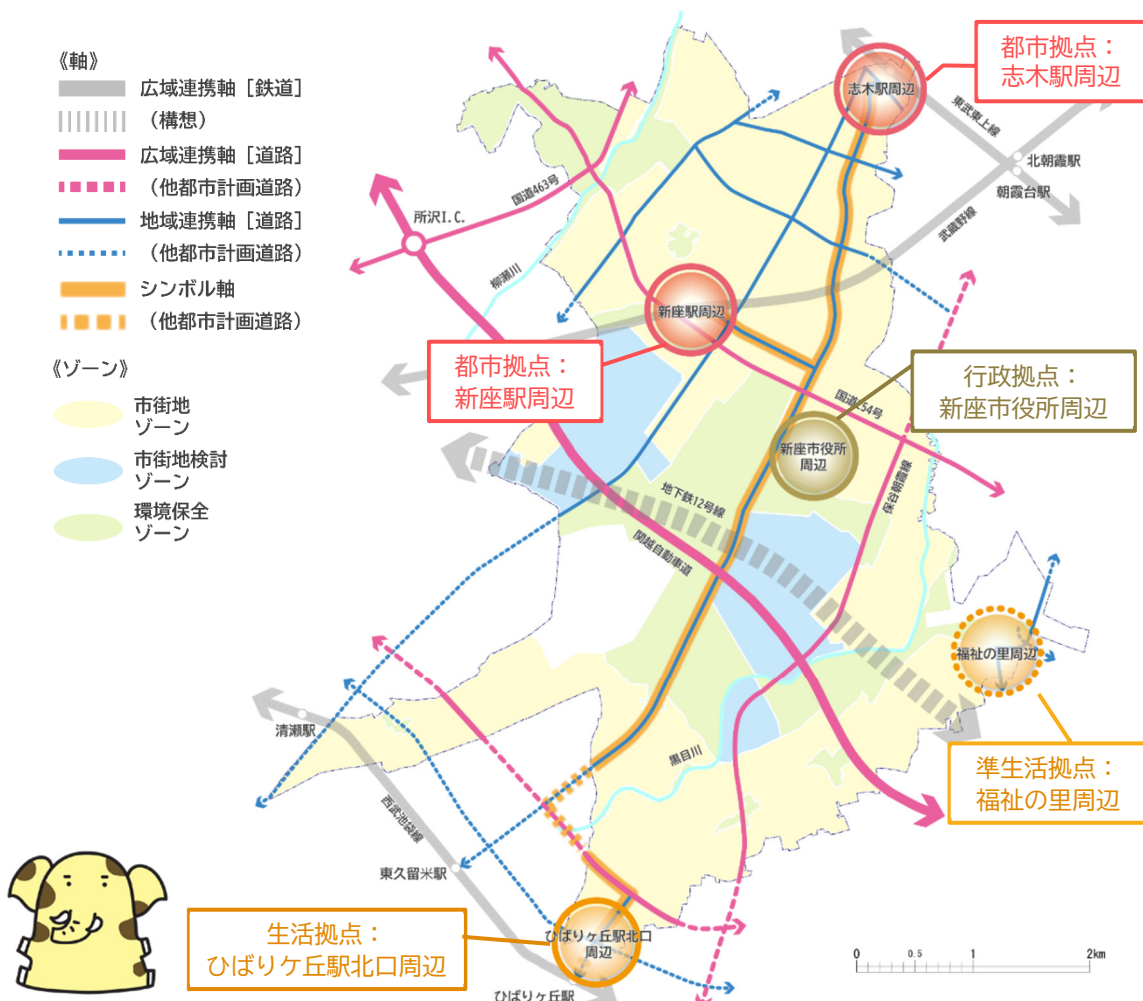 《軸》
広域連携軸［鉄道］
（構想）
広域連携軸［道路］
（他都市計画道路）
地域連携軸［道路］
（他都市計画道路）
シンボル軸
（他都市計画道路）
《ゾーン》
市街地
ゾーン
市街地検討
ゾーン
環境保全
ゾーン
都市拠点：
志木駅周辺
志木駅周辺
東武東上線
北朝霞駅
朝霞台駅
武蔵野線
国道463号
所沢I.C.
柳瀬川
新座駅周辺
都市拠点：
新座駅周辺
行政拠点：
新座市役所周辺
国道254号
新座市役所
周辺
保谷朝霞線
地下鉄12号線
関越自動車道
福祉の里周辺
準生活拠点：
福祉の里周辺
清瀬駅
黒目川
西武池袋線
東久留米駅
生活拠点：
ひばりケ丘駅北口周辺
ひばりヶ丘駅北口
周辺
ひばりヶ丘駅
0
0.5
1
2km